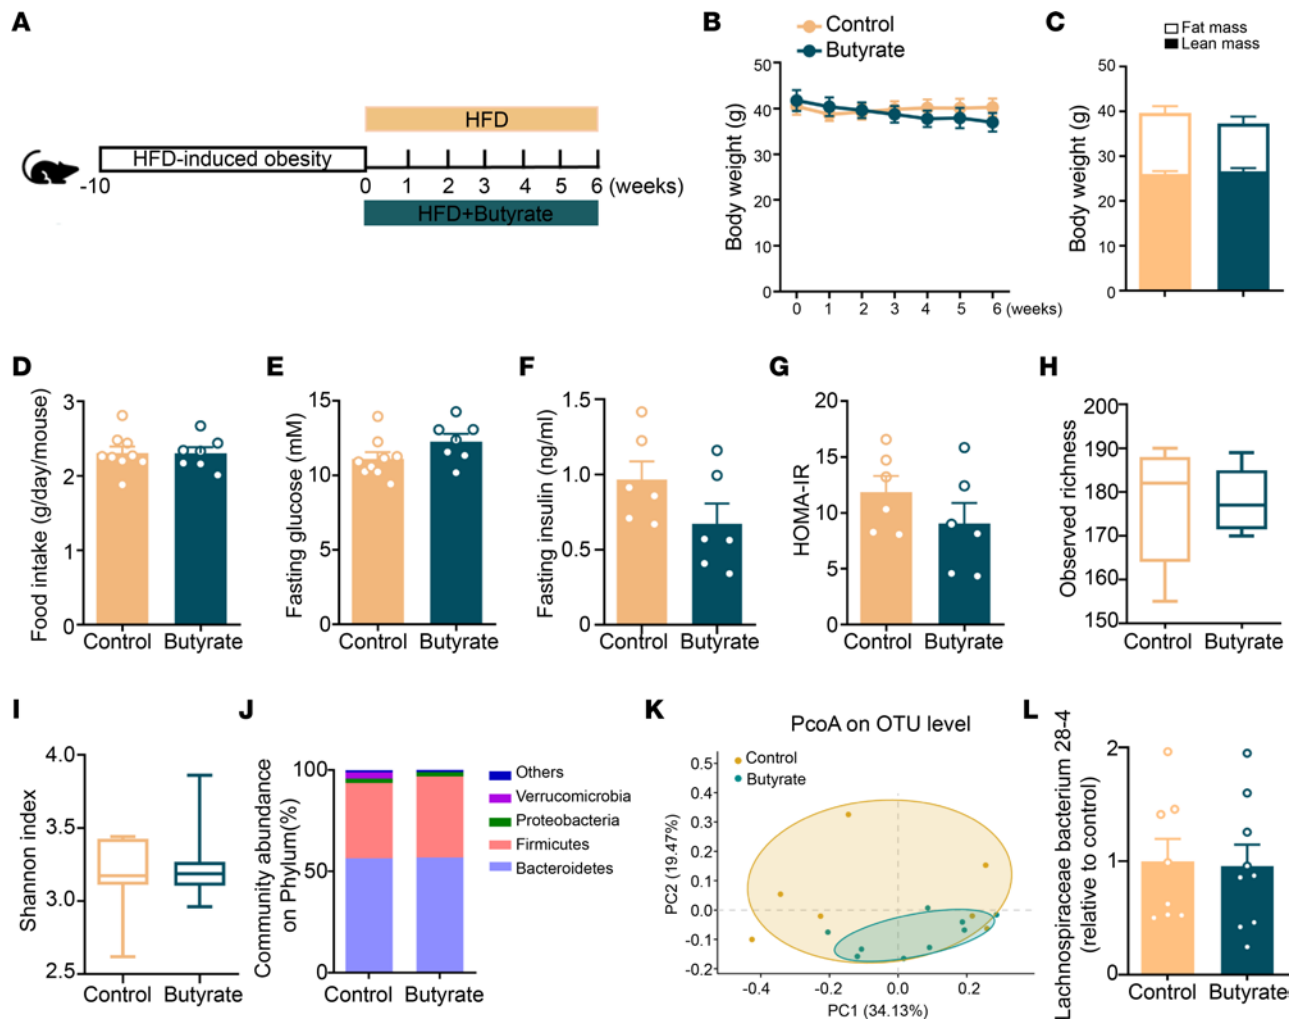 A
HFD
HFD-induced obesity
-10
0 1 2 3 4 5 6 (weeks)
HFD+Butyrate
B
Control
Butyrate
Body weight (g)
50
40
30
20
10
0
0 1 2 3 4 5 6 (weeks)
C
Fat mass
Lean mass
Body weight (g)
50
40
30
20
10
0
D
Food intake (g/day/mouse)
3
2
1
0
Control Butyrate
E
Fasting glucose (mM)
15
10
5
0
Control Butyrate
F
Fasting insulin (ng/ml)
1.5
1.0
0.5
0
Control Butyrate
G
HOMA-IR
20
15
10
5
0
Control Butyrate
H
Observed richness
200
190
180
170
160
150
Control Butyrate
I
Shannon index
4.0
3.5
3.0
2.5
Control Butyrate
J
Community abundance
on Phylum(%)
100
50
0
Control Butyrate
Others
Verrucomicrobia
Proteobacteria
Firmicutes
Bacteroidetes
K
PcoA on OTU level
Control
Butyrate
PC2 (19.47%)
0.5
0.4
0.3
0.2
0.1
0.0
-0.1
-0.2
-0.4 -0.2 0.0 0.2
PC1 (34.13%)
L
Lachnospiraceae bacterium 28-4
(relative to control)
2
1
0
Control Butyrate